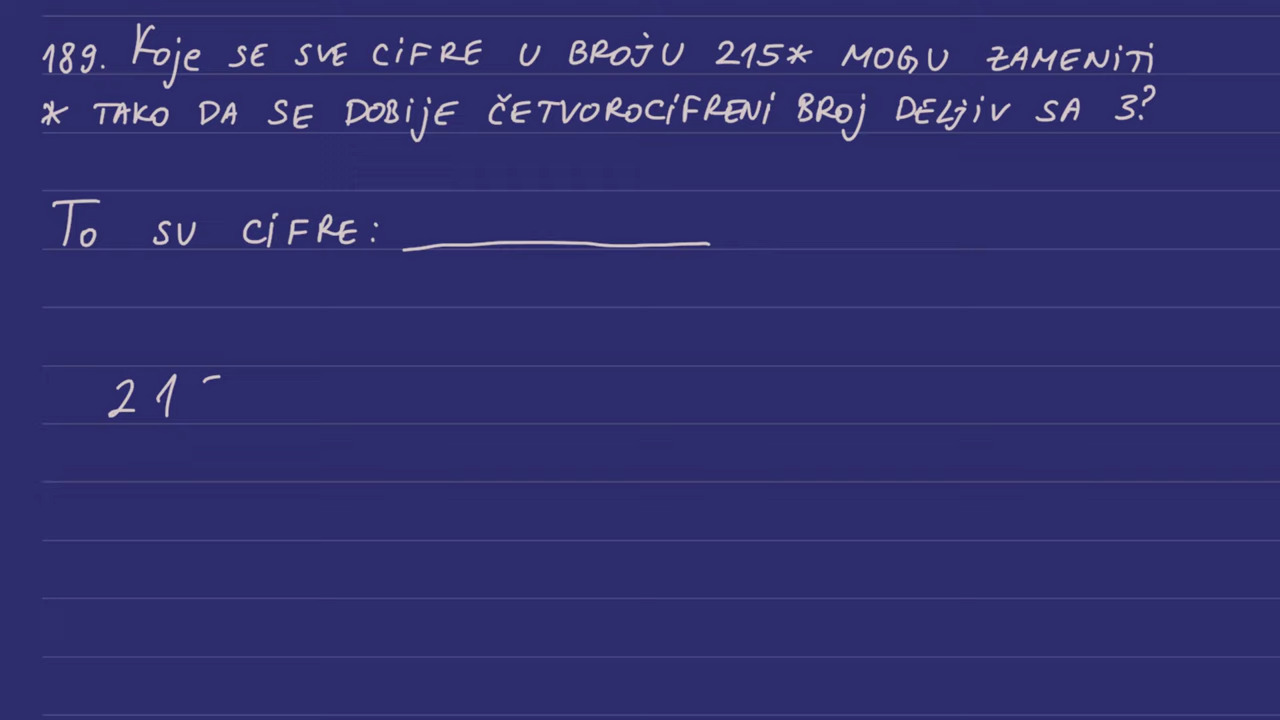 189. Koje SE SVE CIFRE U BROJU 215* MOGU ZAMENITI
* TAKO DA SE DOBIJE ČETVOROCIFRENI BROJ DELJIV SA 3?
To SU CIFRE: __________
21